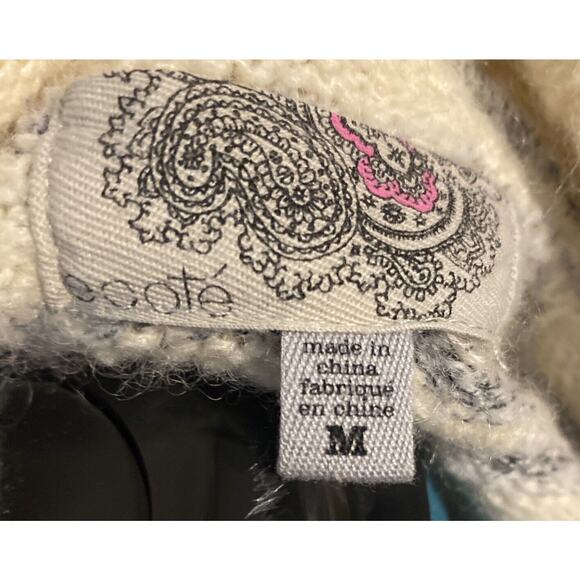 ecoté
made in
china
fabriqué
en chine
M